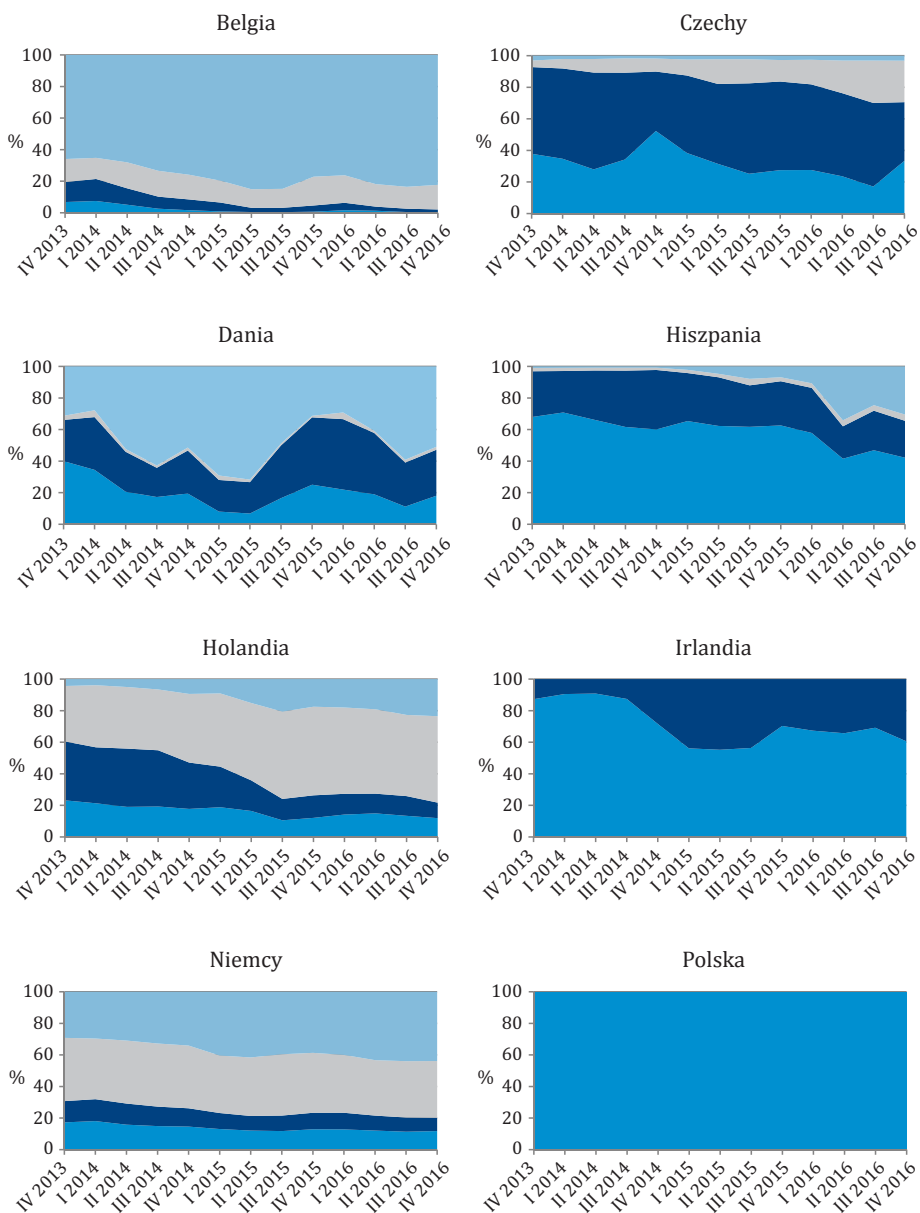 Belgia
100
80
60
%
40
20
0
IV 2013
I 2014
II 2014
III 2014
IV 2014
I 2015
II 2015
III 2015
IV 2015
I 2016
II 2016
III 2016
IV 2016
Czechy
100
80
60
%
40
20
0
IV 2013
I 2014
II 2014
III 2014
IV 2014
I 2015
II 2015
III 2015
IV 2015
I 2016
II 2016
III 2016
IV 2016
Dania
100
80
60
%
40
20
0
IV 2013
I 2014
II 2014
III 2014
IV 2014
I 2015
II 2015
III 2015
IV 2015
I 2016
II 2016
III 2016
IV 2016
Hiszpania
100
80
60
%
40
20
0
IV 2013
I 2014
II 2014
III 2014
IV 2014
I 2015
II 2015
III 2015
IV 2015
I 2016
II 2016
III 2016
IV 2016
Holandia
100
80
60
%
40
20
0
IV 2013
I 2014
II 2014
III 2014
IV 2014
I 2015
II 2015
III 2015
IV 2015
I 2016
II 2016
III 2016
IV 2016
Irlandia
100
80
60
%
40
20
0
IV 2013
I 2014
II 2014
III 2014
IV 2014
I 2015
II 2015
III 2015
IV 2015
I 2016
II 2016
III 2016
IV 2016
Niemcy
100
80
60
%
40
20
0
IV 2013
I 2014
II 2014
III 2014
IV 2014
I 2015
II 2015
III 2015
IV 2015
I 2016
II 2016
III 2016
IV 2016
Polska
100
80
60
%
40
20
0
IV 2013
I 2014
II 2014
III 2014
IV 2014
I 2015
II 2015
III 2015
IV 2015
I 2016
II 2016
III 2016
IV 2016